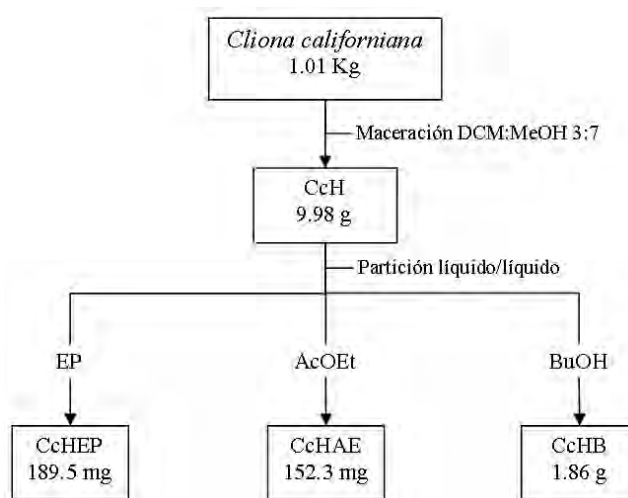 Cliona californiana
1.01 Kg
Maceración DCM:MeOH 3:7
CcH
9.98 g
Partición líquido/líquido
EP
AcOEt
BuOH
CcHEP
189.5 mg
CcHAE
152.3 mg
CcHB
1.86 g